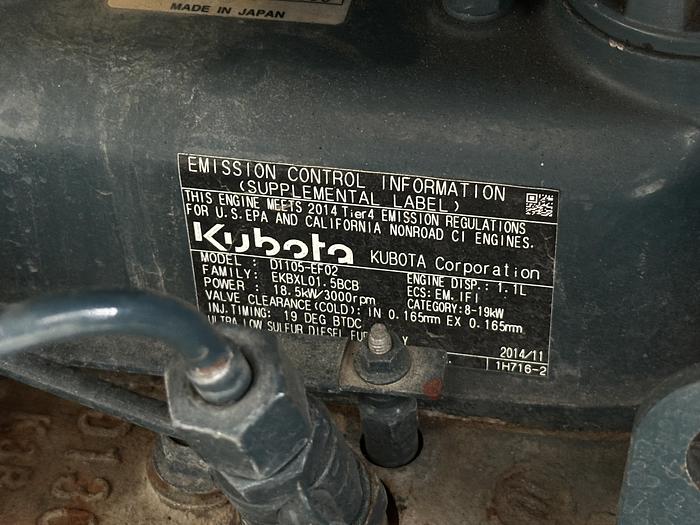 MADE IN JAPAN
EMISSION CONTROL INFORMATION
(SUPPLEMENTAL LABEL)
THIS ENGINE MEETS 2014 Tier4 EMISSION REGULATIONS
FOR U.S.EPA AND CALIFORNIA NONROAD CI ENGINES.
Kubota KUBOTA Corporation
MODEL : D1105-EF02
ENGINE DISP.: 1.1L
FAMILY: EKBXL01.5BCB
ECS: EM, IFI
POWER : 18.5kW/3000rpm
CATEGORY:8-19kW
VALVE CLEARANCE(COLD): IN 0.165mm EX 0.165mm
INJ.TIMING: 19 DEG BTDC
ULTRA LOW SULFUR DIESEL
2014/11
1H716-2